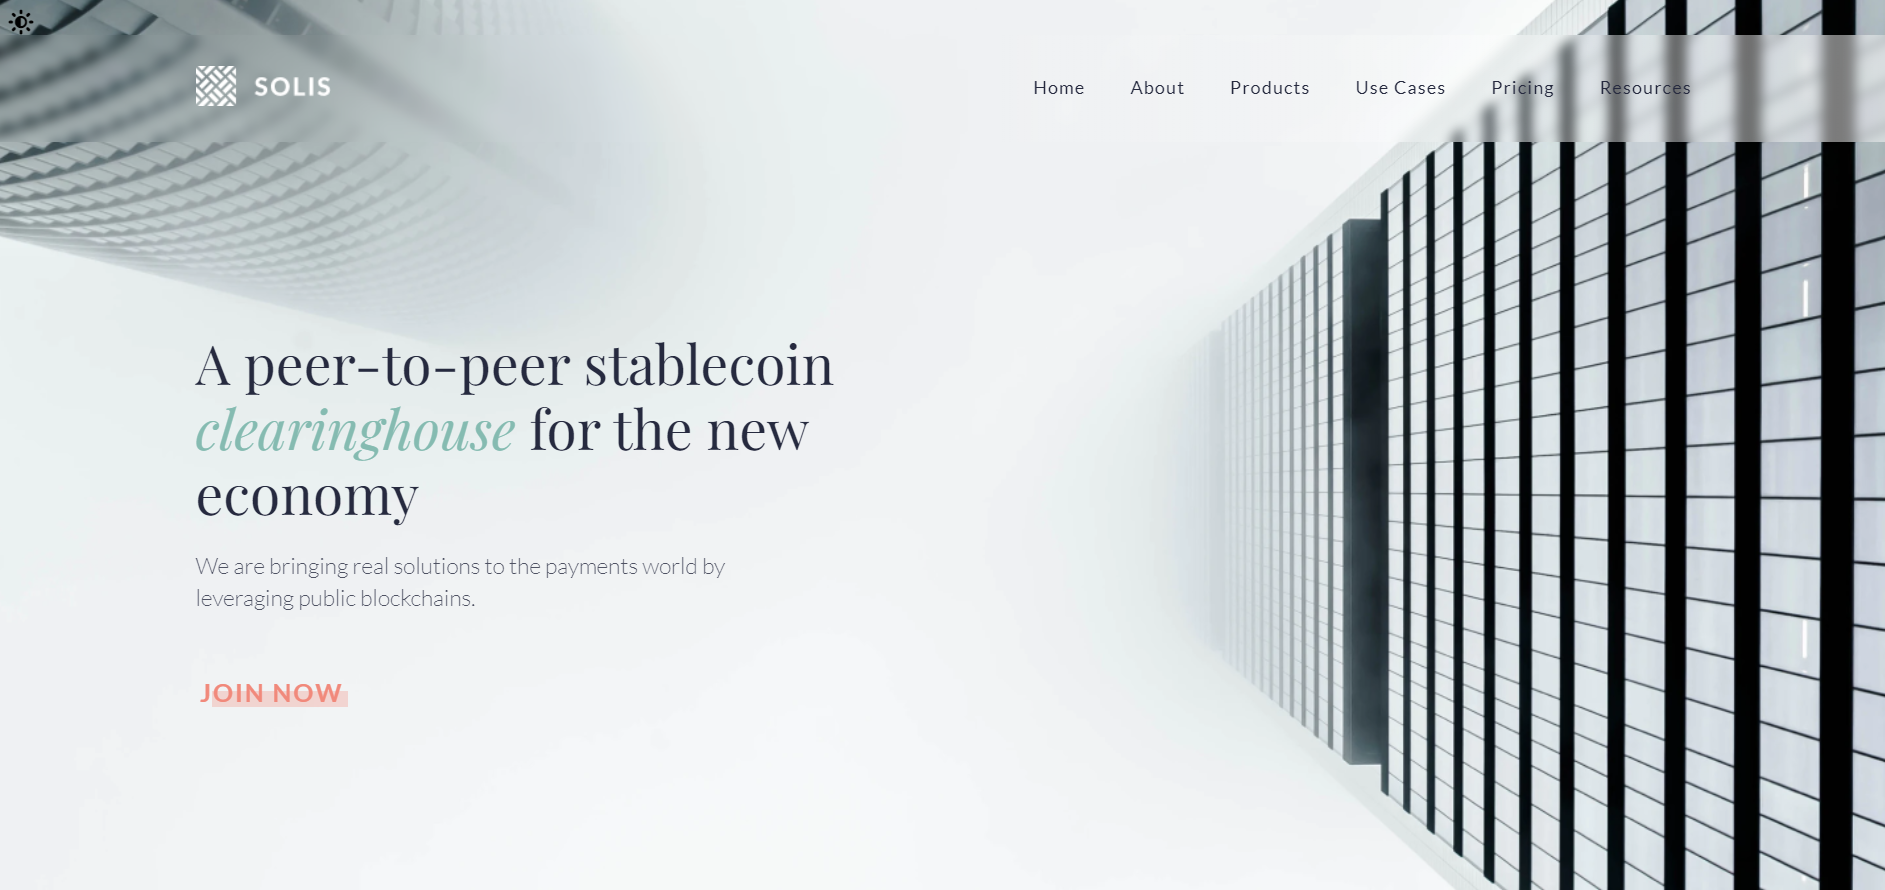 SOLIS
Home About Products Use Cases Pricing Resources
A peer-to-peer stablecoin
clearinghouse for the new
economy
We are bringing real solutions to the payments world by
leveraging public blockchains.
JOIN NOW